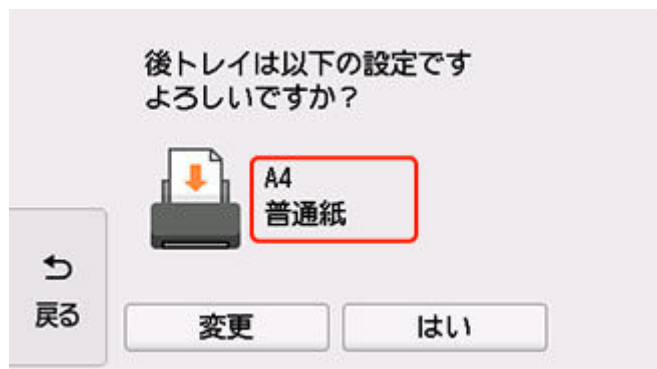 後トレイは以下の設定です
よろしいですか？
A4
普通紙
戻る
変更
はい